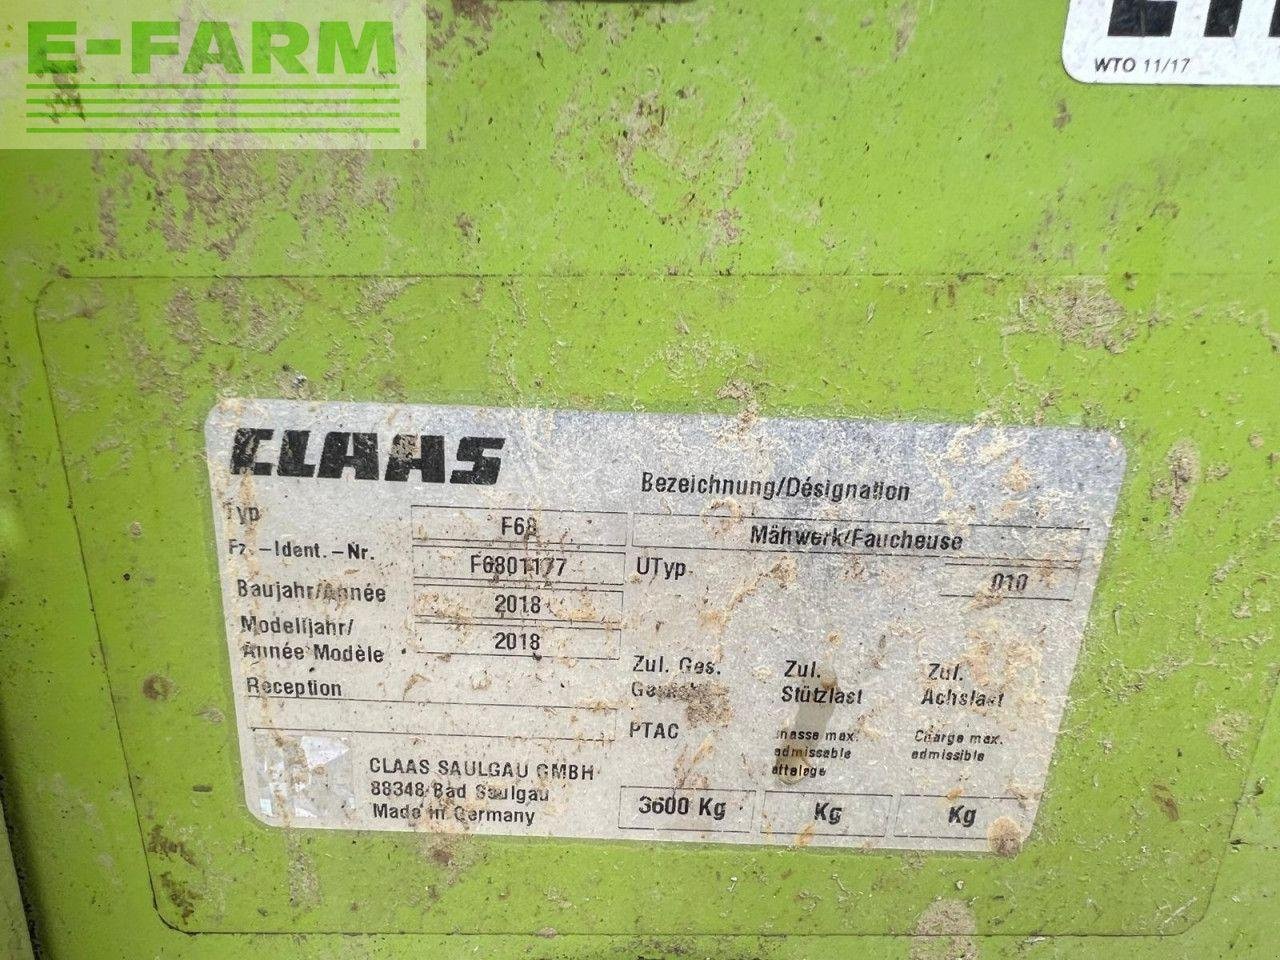 E-FARM
WTO 11/17
CLAAS
Bezeichnung/Désignation
Typ F68 Mähwerk/Faucheuse
Fz.-Ident.-Nr. F6801177 UTyp 010
Baujahr/Année 2018
Modelljahr/
Année Modèle 2018
Reception
Zul. Ges. Zul. Zul.
Stützlast Achslast
PTAC masse max. Charge max.
admissable admissible
attelage
CLAAS SAULGAU GMBH
88348 Bad Saulgau
Made in Germany
3600 Kg Kg Kg